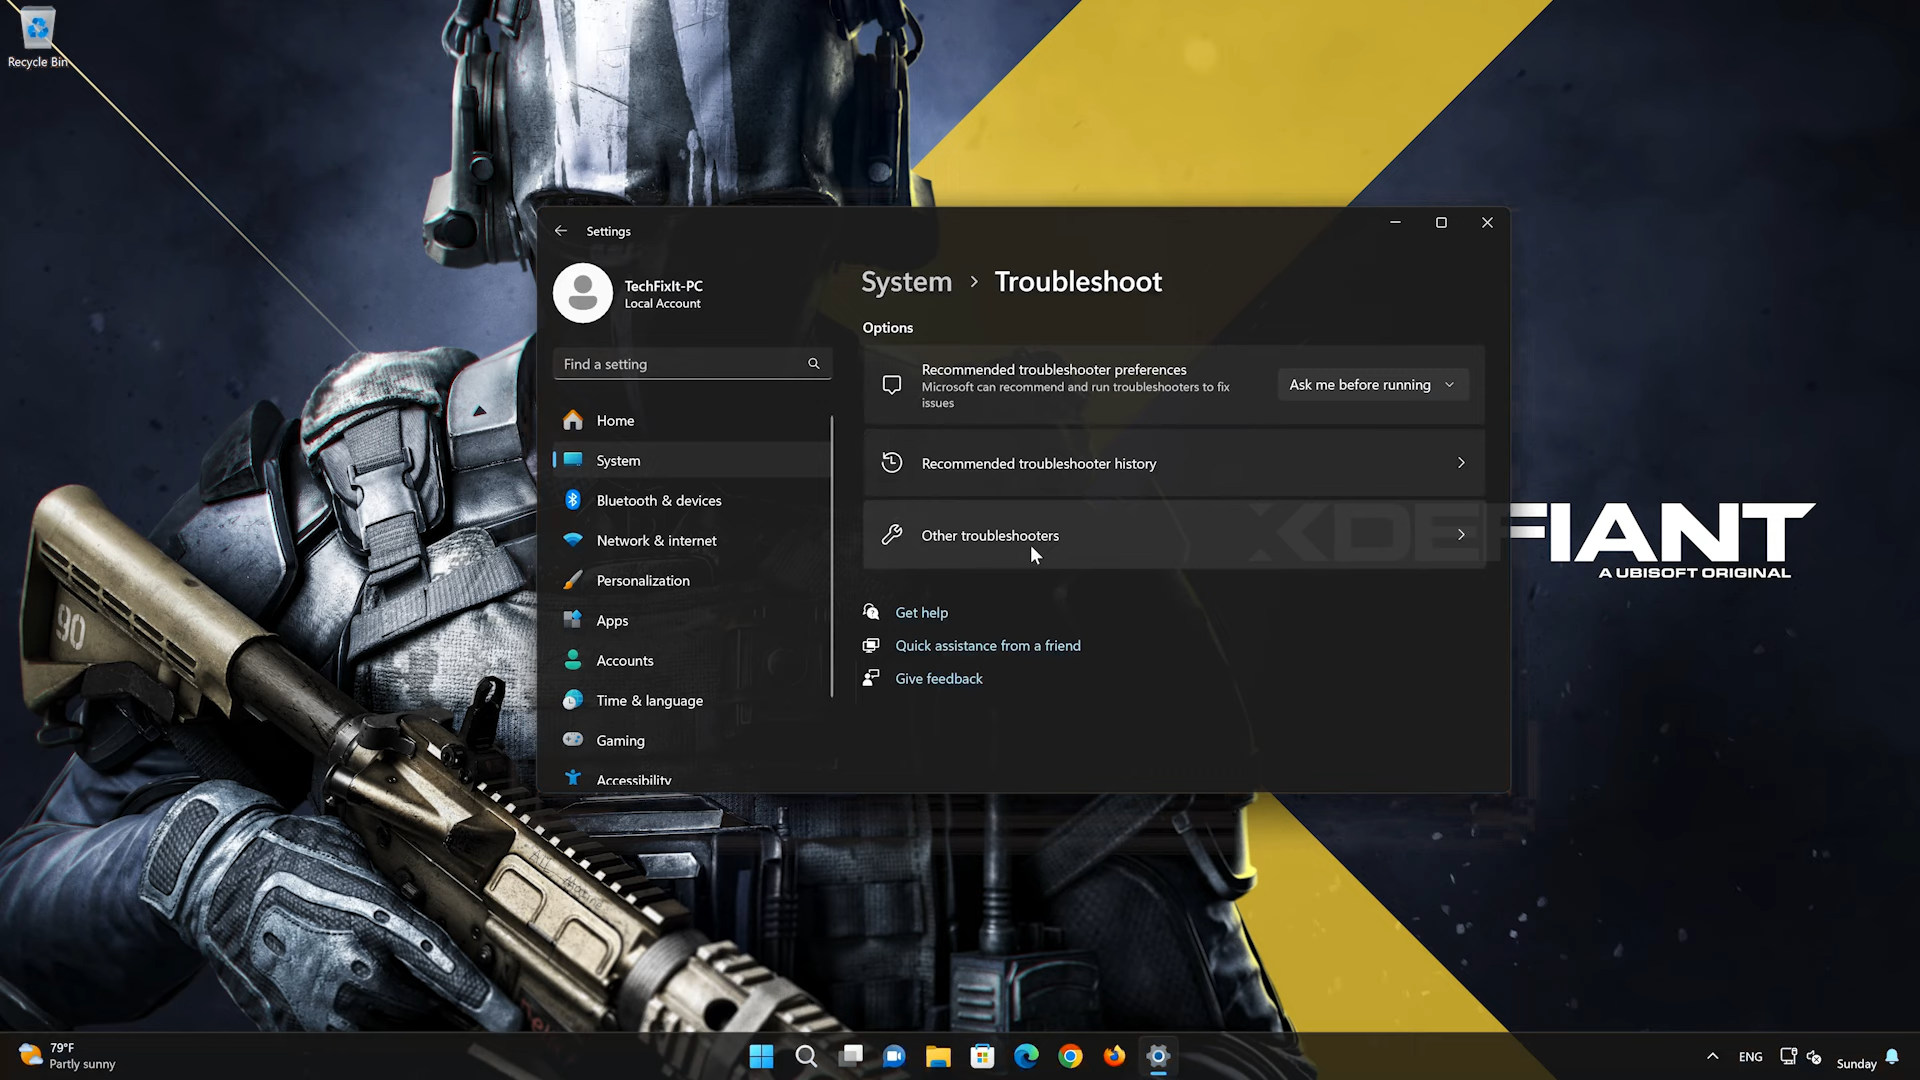 Recycle Bin
Settings
TechFixIt-PC
Local Account
Find a setting
Home
System
Bluetooth & devices
Network & internet
Personalization
Apps
Accounts
Time & language
Gaming
Accessibility
System > Troubleshoot
Options
Recommended troubleshooter preferences
Microsoft can recommend and run troubleshooters to fix
issues
Ask me before running
Recommended troubleshooter history
Other troubleshooters
Get help
Quick assistance from a friend
Give feedback
XDEFIANT
A UBISOFT ORIGINAL
90
79°F
Partly sunny
ENG
Sunday